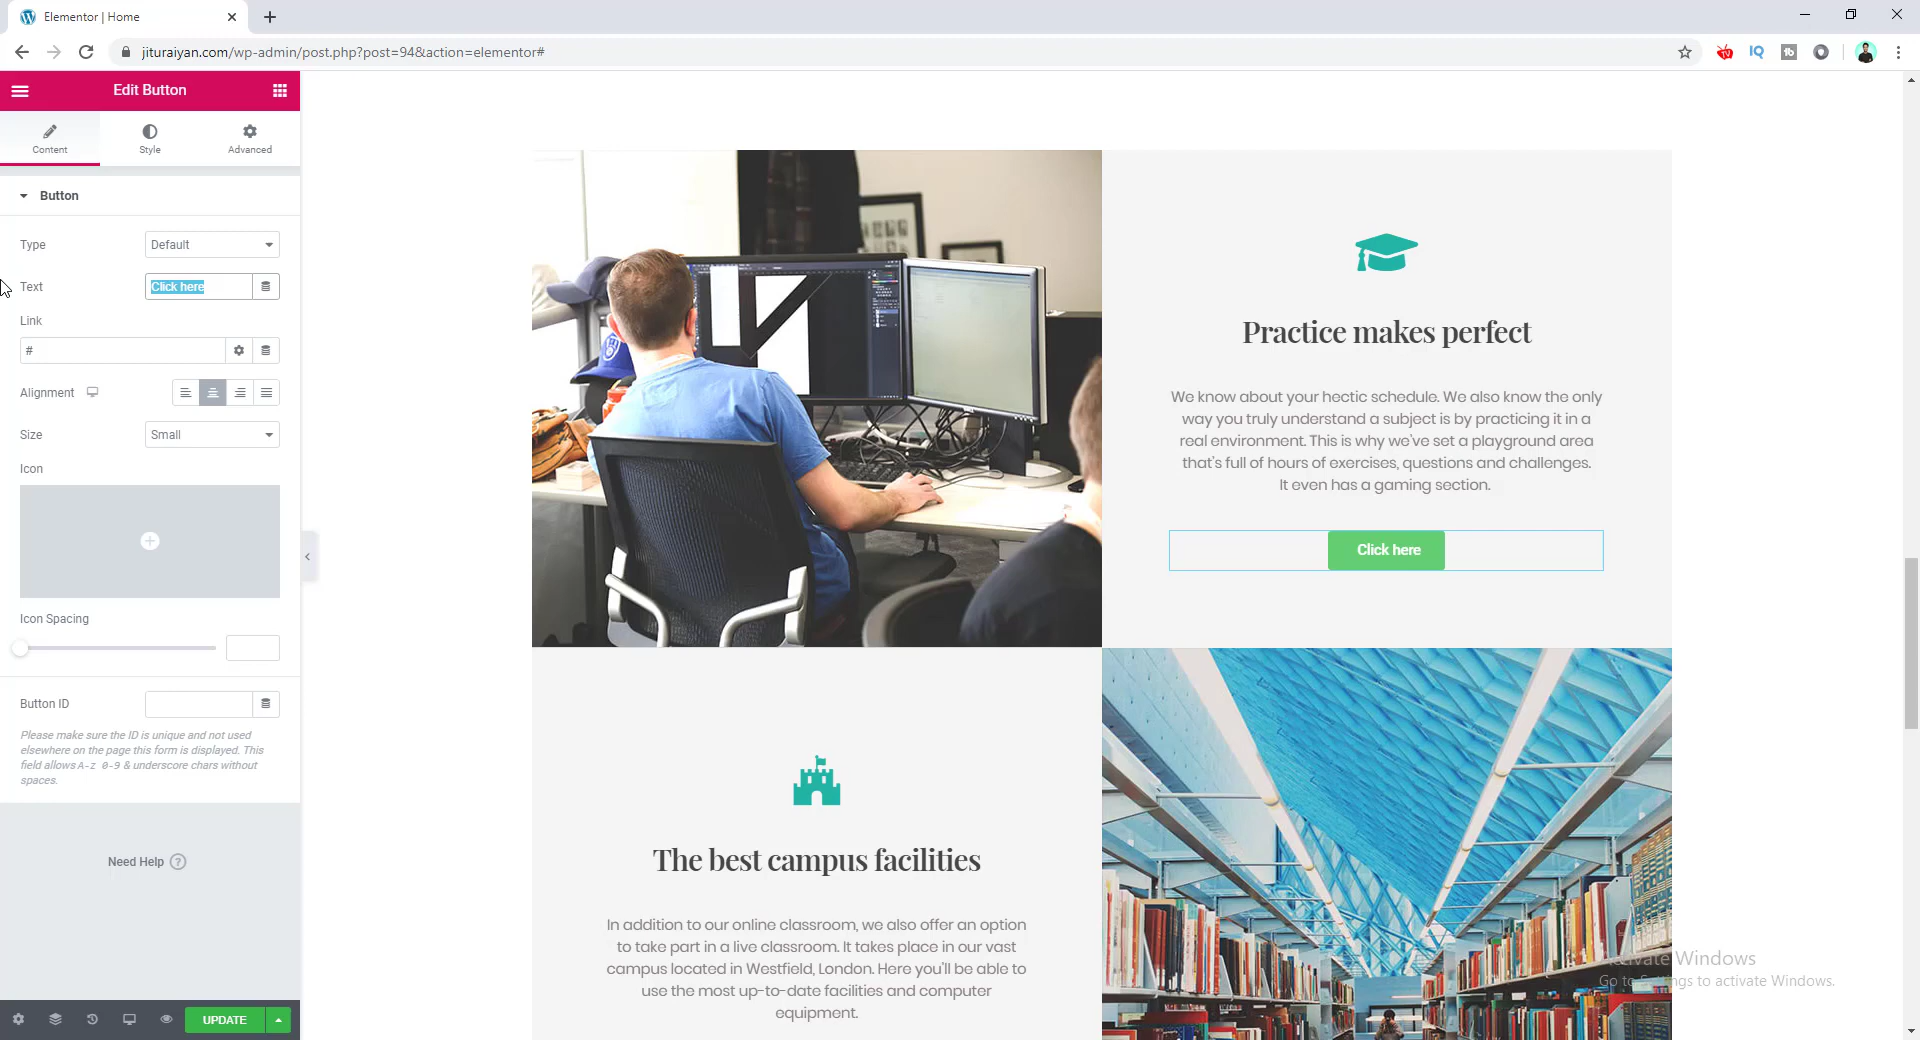 Elementor | Home
jituraiyan.com/wp-admin/post.php?post=94&action=elementor#
Edit Button
Content
Style
Advanced
Button
Type
Default
Text
Click here
Link
#
Alignment
Size
Small
Icon
Icon Spacing
Button ID
Please make sure the ID is unique and not used
elsewhere on the page this form is displayed. This
field allows A-z 0-9 & underscore chars without
spaces.
Need Help
UPDATE
Practice makes perfect
We know about your hectic schedule. We also know the only
way you truly understand a subject is by practicing it in a
real environment. This is why we've set a playground area
that's full of hours of exercises, questions and challenges.
It even has a gaming section.
Click here
The best campus facilities
In addition to our online classroom, we also offer an option
to take part in a live classroom. It takes place in our vast
campus located in Westfield, London. Here you'll be able to
use the most up-to-date facilities and computer
equipment.
Activate Windows
Go to Settings to activate Windows.